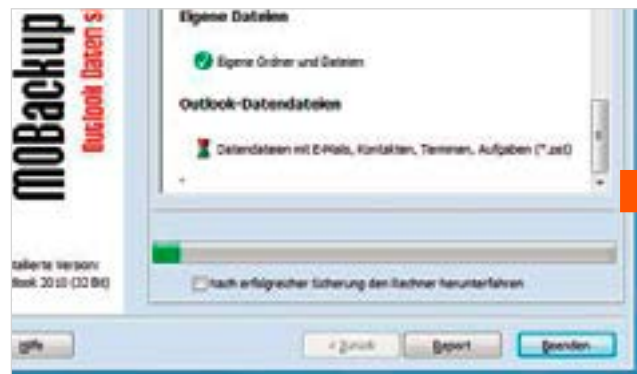 MOBackup
Outlook Daten s
Eigene Dateien
Eigene Ordner und Dateien
Outlook-Datendateien
Datendateien mit E-Mails, Kontakten, Terminen, Aufgaben (*.pst)
tallierte Version:
tlook 2010 (32 Bit)
nach erfolgreicher Sicherung den Rechner herunterfahren
Hilfe
< Zurück
Report
Beenden